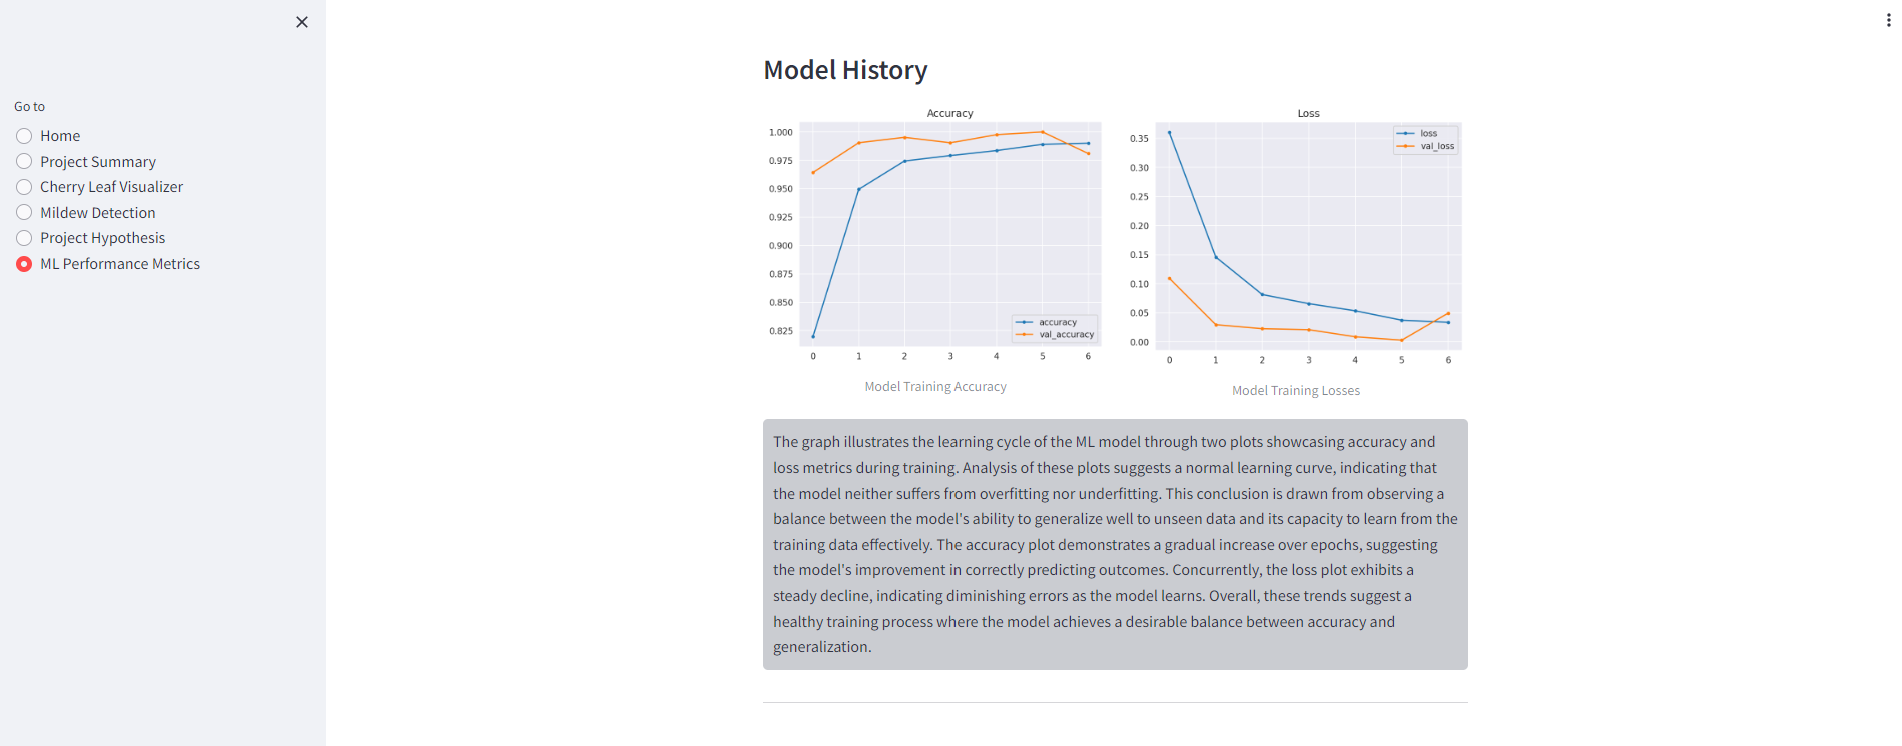 Go to
Home
Project Summary
Cherry Leaf Visualizer
Mildew Detection
Project Hypothesis
ML Performance Metrics
Model History
Accuracy
1.000
0.975
0.950
0.925
0.900
0.875
0.850
0.825
0 1 2 3 4 5 6
accuracy
val_accuracy
Model Training Accuracy
Loss
0.35
0.30
0.25
0.20
0.15
0.10
0.05
0.00
0 1 2 3 4 5 6
loss
val_loss
Model Training Losses
The graph illustrates the learning cycle of the ML model through two plots showcasing accuracy and
loss metrics during training. Analysis of these plots suggests a normal learning curve, indicating that
the model neither suffers from overfitting nor underfitting. This conclusion is drawn from observing a
balance between the model's ability to generalize well to unseen data and its capacity to learn from the
training data effectively. The accuracy plot demonstrates a gradual increase over epochs, suggesting
the model's improvement in correctly predicting outcomes. Concurrently, the loss plot exhibits a
steady decline, indicating diminishing errors as the model learns. Overall, these trends suggest a
healthy training process where the model achieves a desirable balance between accuracy and
generalization.